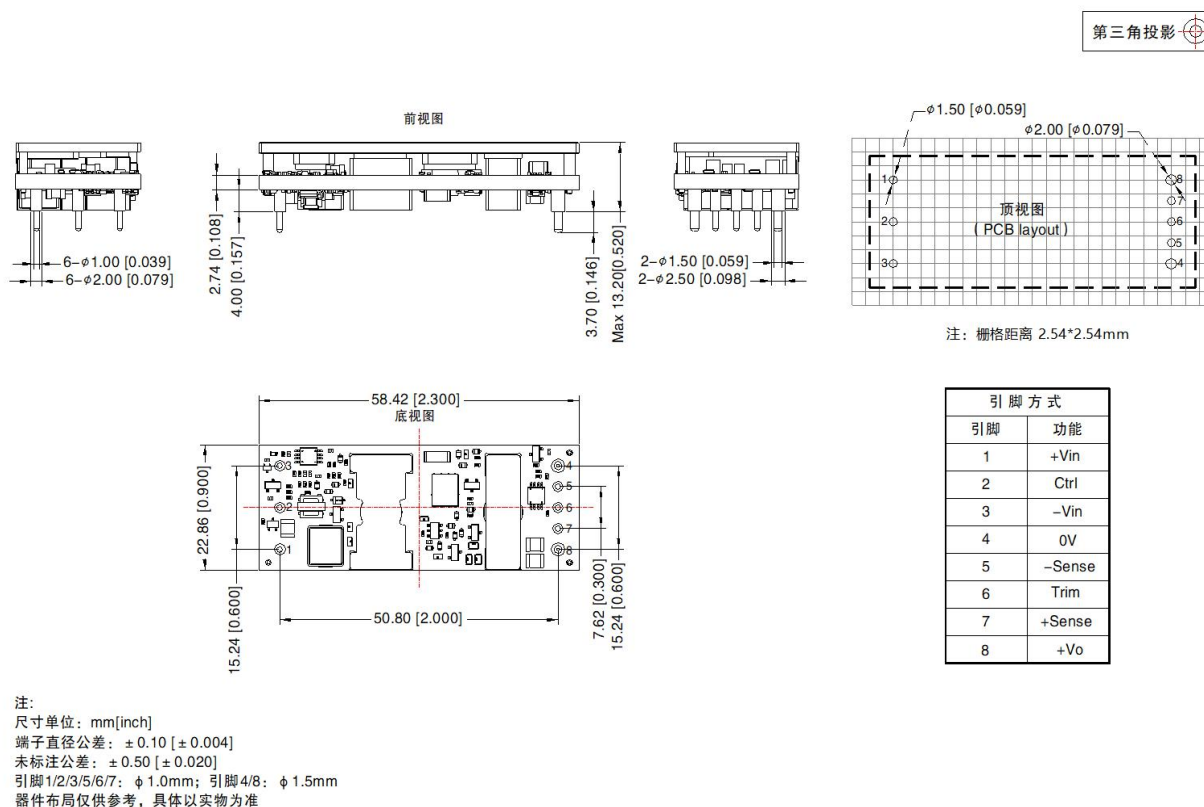 第三角投影
前视图
φ1.50 [φ0.059]
φ2.00 [φ0.079]
1
8
7
2
6
5
3
4
顶视图
( PCB layout )
6-φ1.00 [0.039]
6-φ2.00 [0.079]
2.74 [0.108]
4.00 [0.157]
3.70 [0.146]
Max 13.20[0.520]
2-φ1.50 [0.059]
2-φ2.50 [0.098]
注：栅格距离 2.54*2.54mm
58.42 [2.300]
底视图
22.86 [0.900]
15.24 [0.600]
3
2
1
4
5
6
7
8
50.80 [2.000]
7.62 [0.300]
15.24 [0.600]
引 脚 方 式
引脚 功能
1 +Vin
2 Ctrl
3 −Vin
4 0V
5 −Sense
6 Trim
7 +Sense
8 +Vo
注:
尺寸单位：mm[inch]
端子直径公差：±0.10 [±0.004]
未标注公差：±0.50 [±0.020]
引脚1/2/3/5/6/7：φ1.0mm；引脚4/8：φ1.5mm
器件布局仅供参考，具体以实物为准